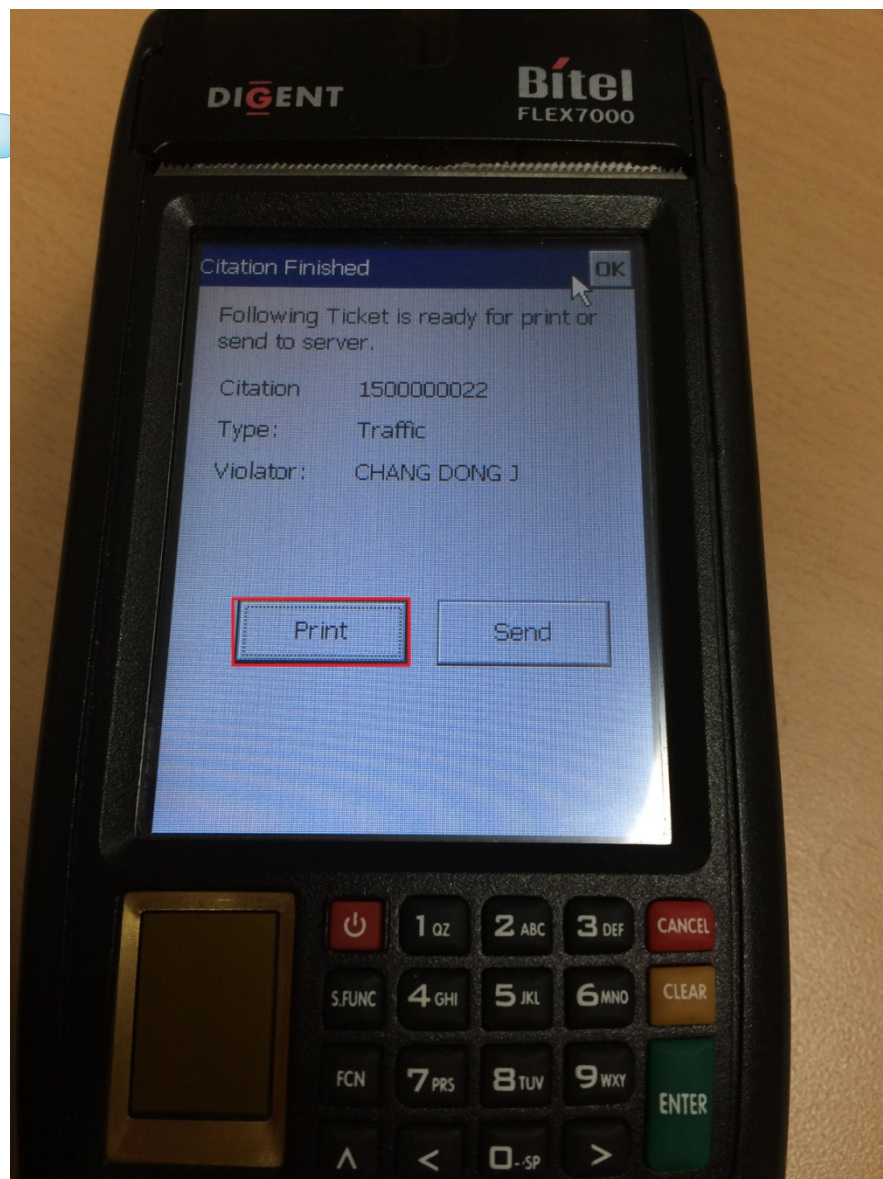 DIGENT
Bitel
FLEX7000
Citation Finished
OK
Following Ticket is ready for print or
send to server.
Citation 1500000022
Type: Traffic
Violator: CHANG DONG J
Print Send
1 QZ 2 ABC 3 DEF CANCEL
S.FUNC 4 GHI 5 JKL 6 MNO CLEAR
FCN 7 PRS 8 TUV 9 WXY
ENTER
< 0 -·SP >